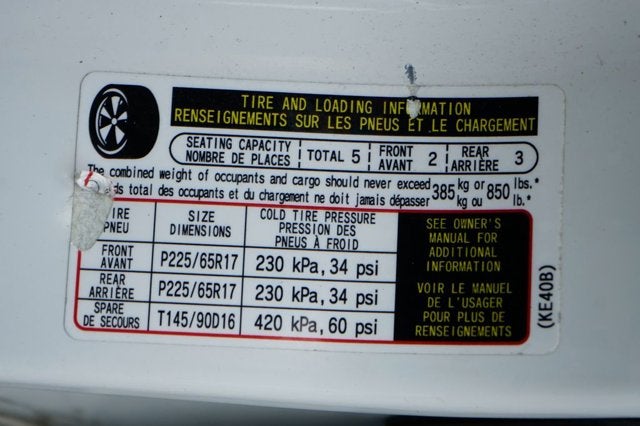 TIRE AND LOADING INFORMATION
RENSEIGNEMENTS SUR LES PNEUS ET LE CHARGEMENT
SEATING CAPACITY
NOMBRE DE PLACES
TOTAL 5
FRONT
AVANT
2
REAR
ARRIÈRE
3
The combined weight of occupants and cargo should never exceed 385 kg or 850 lbs.*
ds total des occupants et du chargement ne doit jamais dépasser kg ou lb.*
TIRE
PNEU
SIZE
DIMENSIONS
COLD TIRE PRESSURE
PRESSION DES
PNEUS À FROID
FRONT
AVANT
P225/65R17
230 kPa, 34 psi
REAR
ARRIÈRE
P225/65R17
230 kPa, 34 psi
SPARE
DE SECOURS
T145/90D16
420 kPa, 60 psi
SEE OWNER'S
MANUAL FOR
ADDITIONAL
INFORMATION
VOIR LE MANUEL
DE L'USAGER
POUR PLUS DE
RENSEIGNEMENTS
(KE40B)